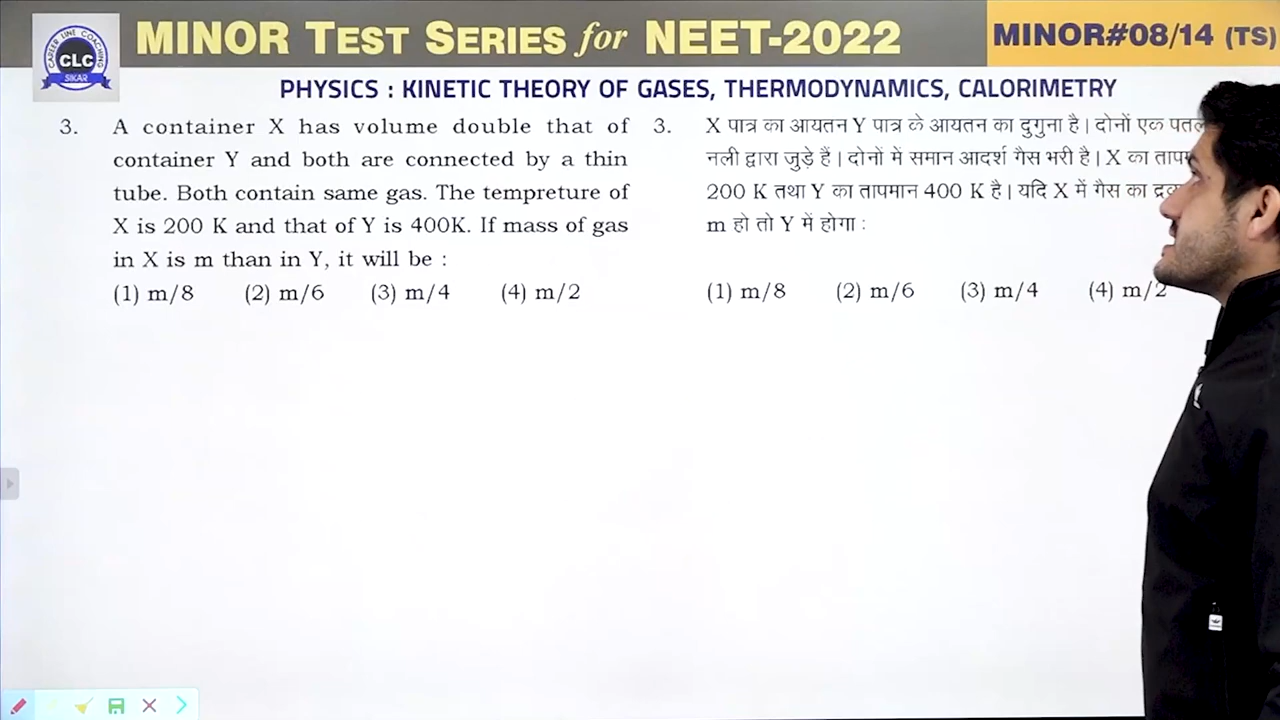 CAREER LINE COACHING
CLC
SIKAR
MINOR TEST SERIES for NEET-2022
MINOR#08/14 (TS)
PHYSICS : KINETIC THEORY OF GASES, THERMODYNAMICS, CALORIMETRY
3. A container X has volume double that of
container Y and both are connected by a thin
tube. Both contain same gas. The tempreture of
X is 200 K and that of Y is 400K. If mass of gas
in X is m than in Y, it will be :
(1) m/8 (2) m/6 (3) m/4 (4) m/2
3. X पात्र का आयतन Y पात्र के आयतन का दुगुना है। दोनों एक
नली द्वारा जुड़े हैं। दोनों में समान आदर्श गैस भरी है। X का
200 K तथा Y का तापमान 400 K है। यदि X में गैस का
m हो तो Y में होगा :
(1) m/8 (2) m/6 (3) m/4 (4) m/2